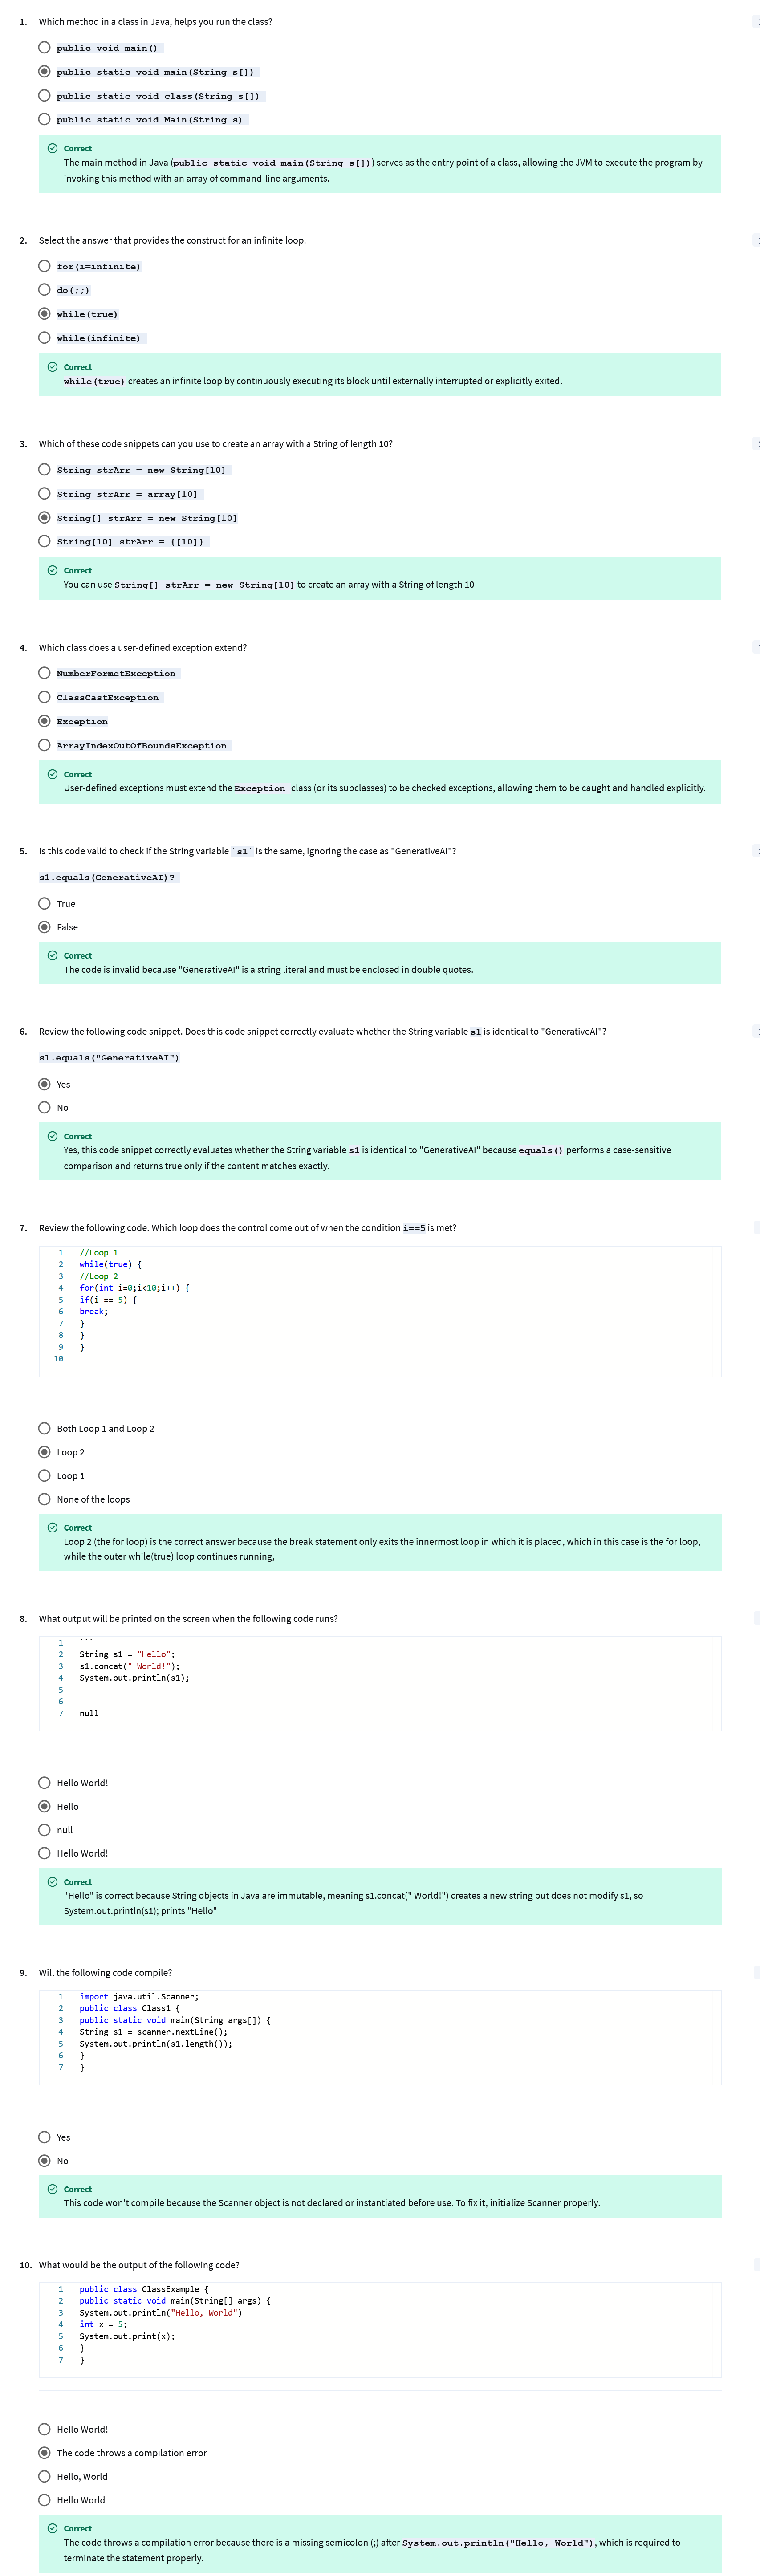 1. Which method in a class in Java, helps you run the class?
public void main()
public static void main(String s[])
public static void class(String s[])
public static void Main(String s)
Correct
The main method in Java (public static void main(String s[])) serves as the entry point of a class, allowing the JVM to execute the program by
invoking this method with an array of command-line arguments.
2. Select the answer that provides the construct for an infinite loop.
for(i=infinite)
do(;;)
while(true)
while(infinite)
Correct
while(true) creates an infinite loop by continuously executing its block until externally interrupted or explicitly exited.
3. Which of these code snippets can you use to create an array with a String of length 10?
String strArr = new String[10]
String strArr = array[10]
String[] strArr = new String[10]
String[10] strArr = {[10]}
Correct
You can use String[] strArr = new String[10] to create an array with a String of length 10
4. Which class does a user-defined exception extend?
NumberFormetException
ClassCastException
Exception
ArrayIndexOutOfBoundsException
Correct
User-defined exceptions must extend the Exception class (or its subclasses) to be checked exceptions, allowing them to be caught and handled explicitly.
5. Is this code valid to check if the String variable `s1` is the same, ignoring the case as "GenerativeAI"?
s1.equals(GenerativeAI)?
True
False
Correct
The code is invalid because "GenerativeAI" is a string literal and must be enclosed in double quotes.
6. Review the following code snippet. Does this code snippet correctly evaluate whether the String variable s1 is identical to "GenerativeAI"?
s1.equals("GenerativeAI")
Yes
No
Correct
Yes, this code snippet correctly evaluates whether the String variable s1 is identical to "GenerativeAI" because equals() performs a case-sensitive
comparison and returns true only if the content matches exactly.
7. Review the following code. Which loop does the control come out of when the condition i==5 is met?
1 //Loop 1
2 while(true) {
3 //Loop 2
4 for(int i=0;i<10;i++) {
5 if(i == 5) {
6 break;
7 }
8 }
9 }
10
Both Loop 1 and Loop 2
Loop 2
Loop 1
None of the loops
Correct
Loop 2 (the for loop) is the correct answer because the break statement only exits the innermost loop in which it is placed, which in this case is the for loop,
while the outer while(true) loop continues running,
8. What output will be printed on the screen when the following code runs?
1 ```
2 String s1 = "Hello";
3 s1.concat(" World!");
4 System.out.println(s1);
5
6
7 null
Hello World!
Hello
null
Hello World!
Correct
"Hello" is correct because String objects in Java are immutable, meaning s1.concat(" World!") creates a new string but does not modify s1, so
System.out.println(s1); prints "Hello"
9. Will the following code compile?
1 import java.util.Scanner;
2 public class Class1 {
3 public static void main(String args[]) {
4 String s1 = scanner.nextLine();
5 System.out.println(s1.length());
6 }
7 }
Yes
No
Correct
This code won't compile because the Scanner object is not declared or instantiated before use. To fix it, initialize Scanner properly.
10. What would be the output of the following code?
1 public class ClassExample {
2 public static void main(String[] args) {
3 System.out.println("Hello, World")
4 int x = 5;
5 System.out.print(x);
6 }
7 }
Hello World!
The code throws a compilation error
Hello, World
Hello World
Correct
The code throws a compilation error because there is a missing semicolon (;) after System.out.println("Hello, World"), which is required to
terminate the statement properly.